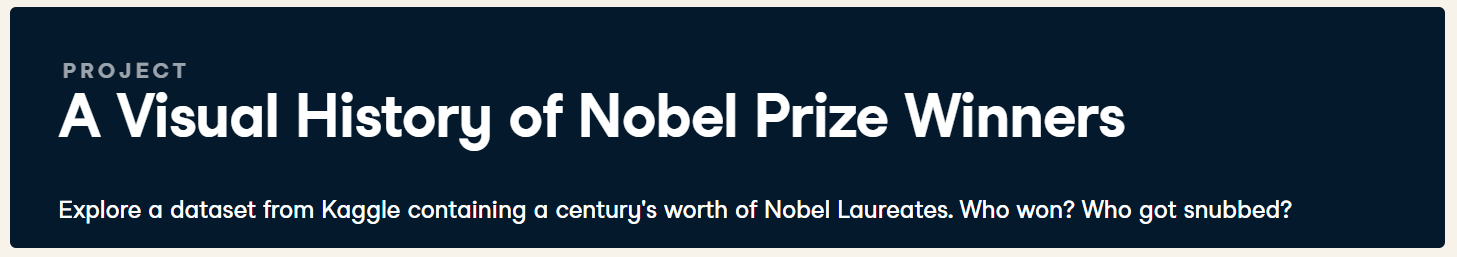 PROJECT
A Visual History of Nobel Prize Winners
Explore a dataset from Kaggle containing a century's worth of Nobel Laureates. Who won? Who got snubbed?